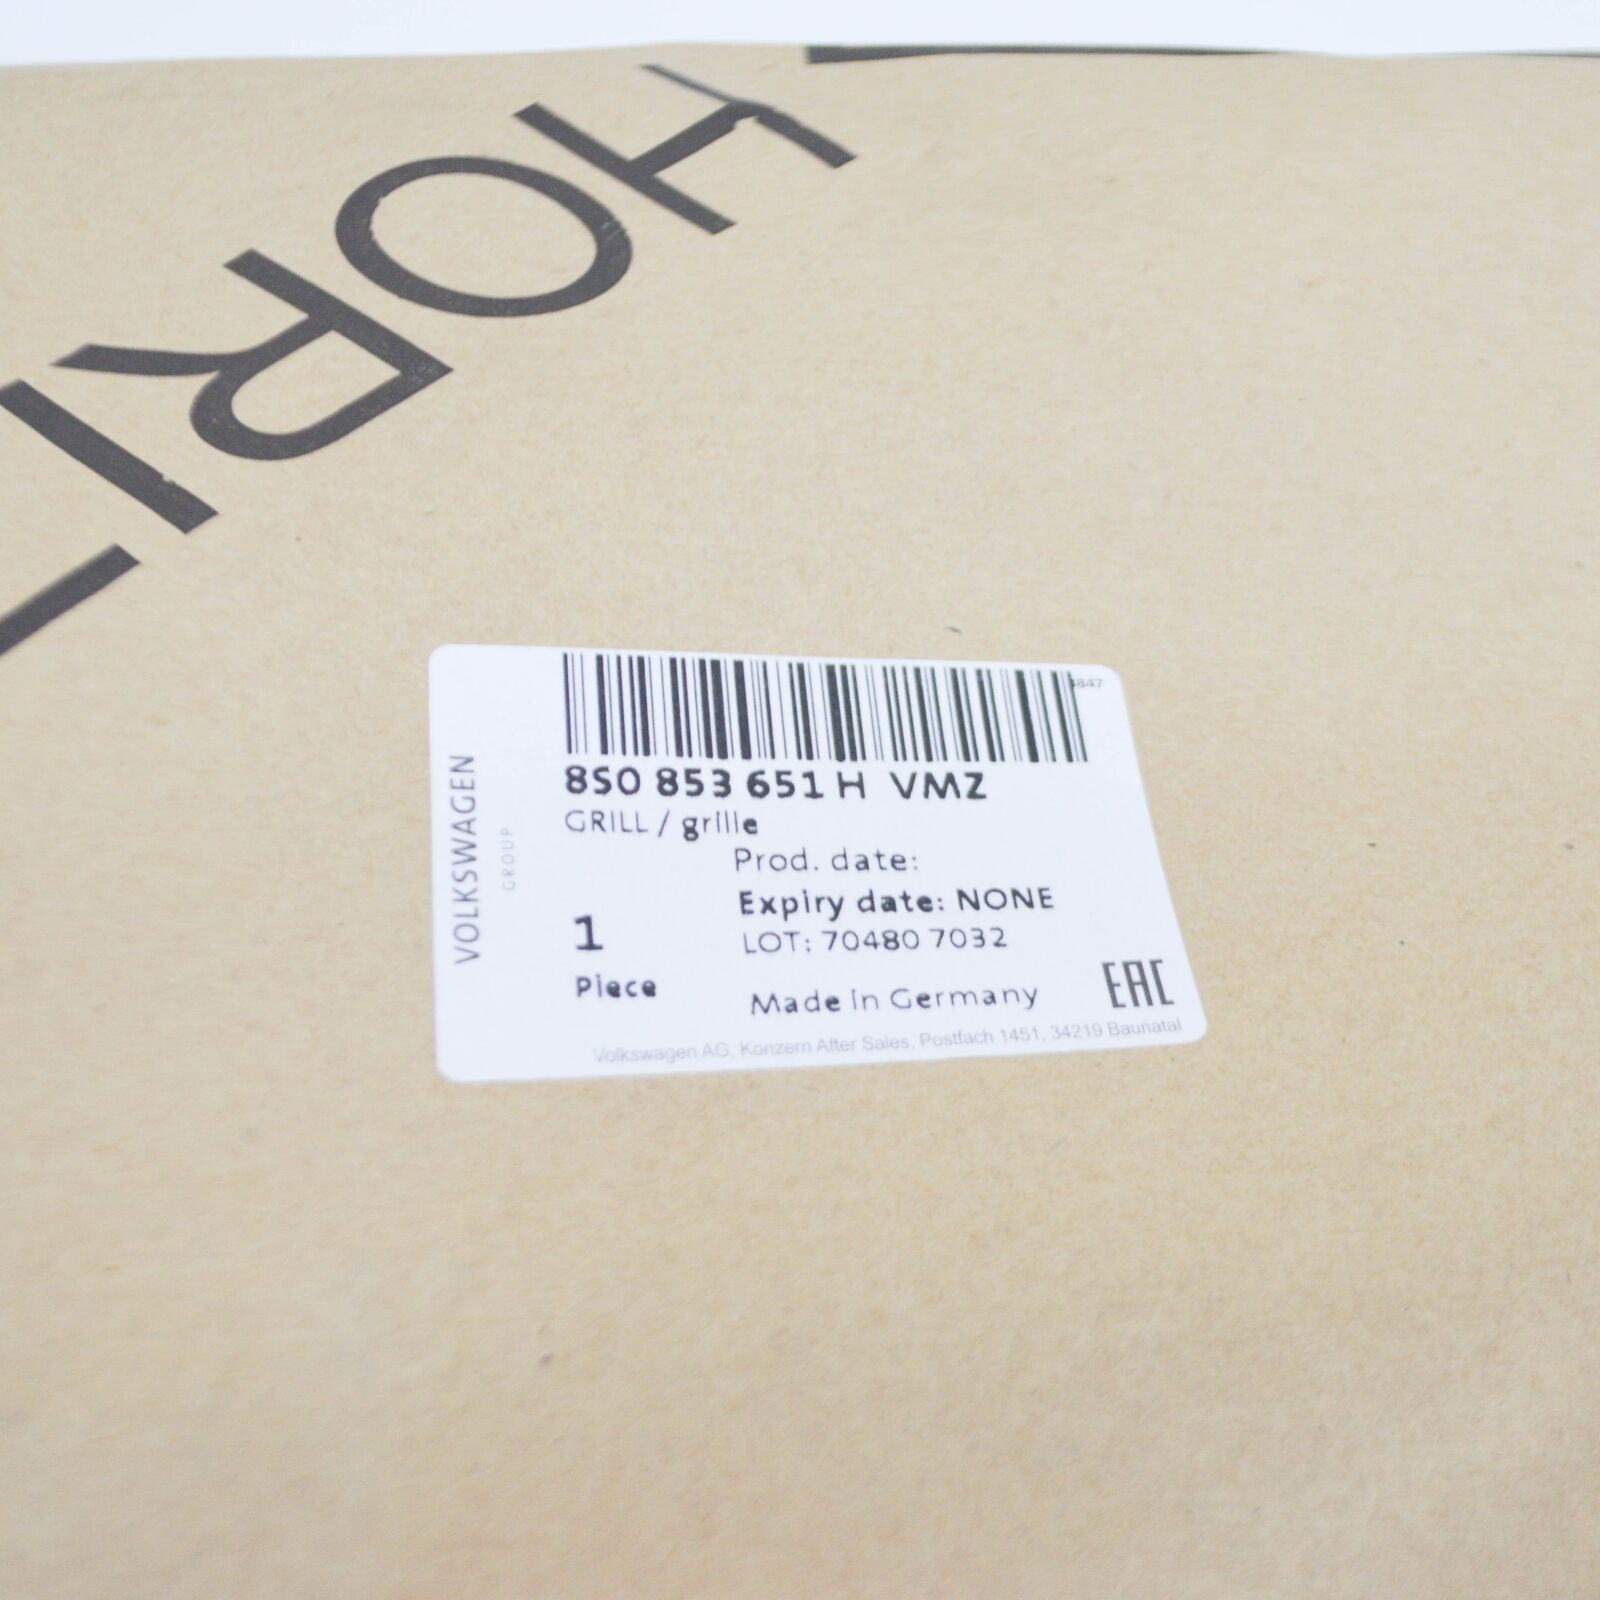 HORI
847
8S0 853 651 H VMZ
GRILL / grille
Prod. date:
Expiry date: NONE
LOT: 70480 7032
1
Piece
Made in Germany
EAC
Volkswagen AG, Konzern After Sales, Postfach 1451, 34219 Baunatal
VOLKSWAGEN
GROUP